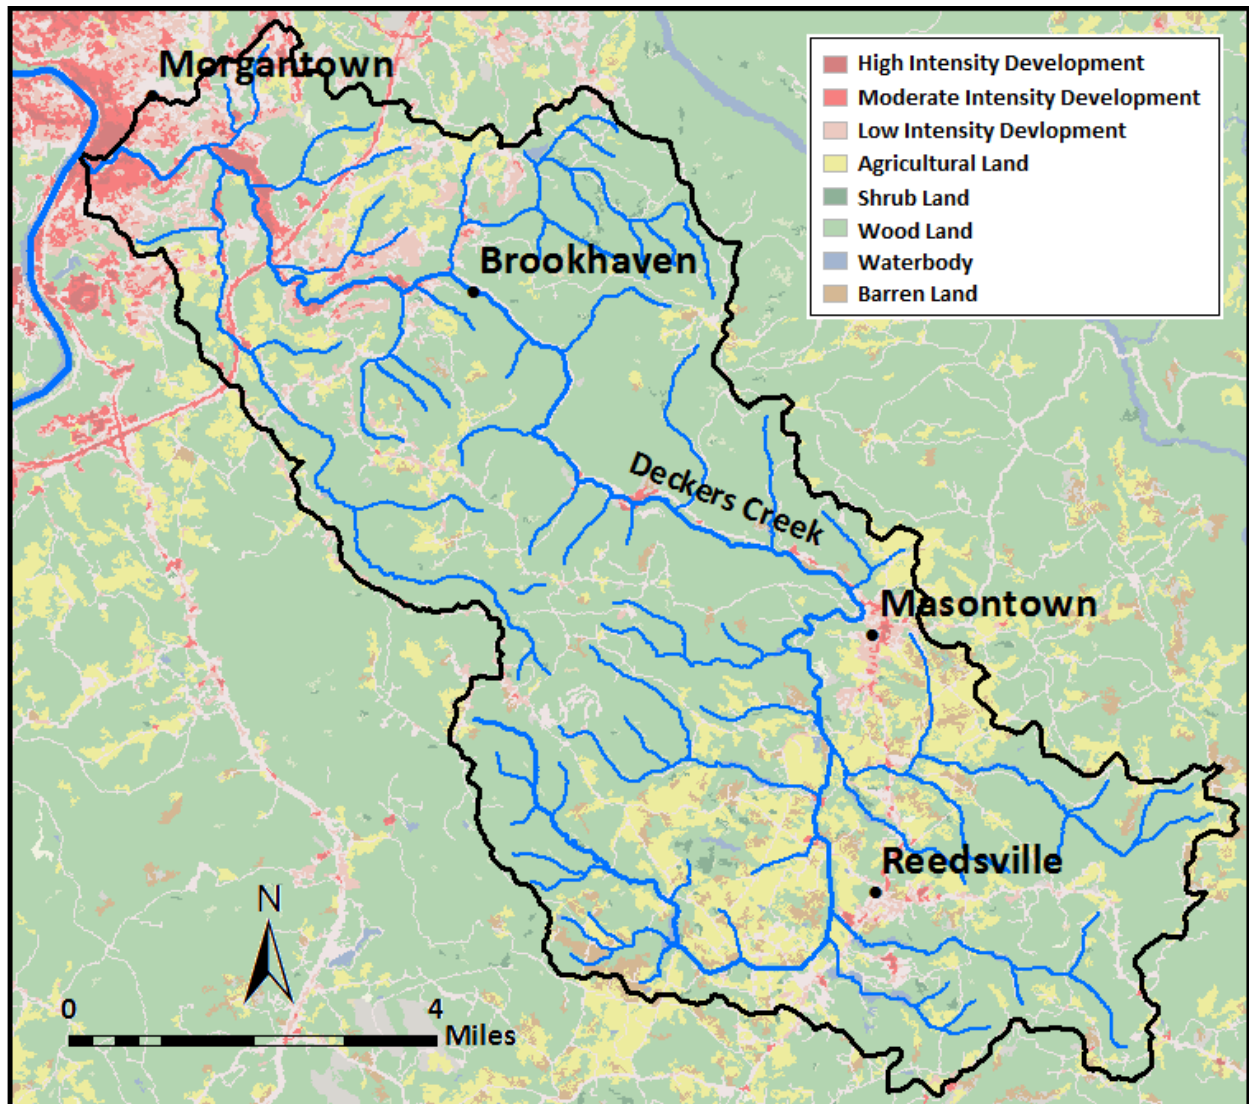 Morgantown
High Intensity Development
Moderate Intensity Development
Low Intensity Devlopment
Agricultural Land
Shrub Land
Wood Land
Waterbody
Barren Land
Brookhaven
Deckers Creek
Masontown
Reedsville
N
0 4
Miles